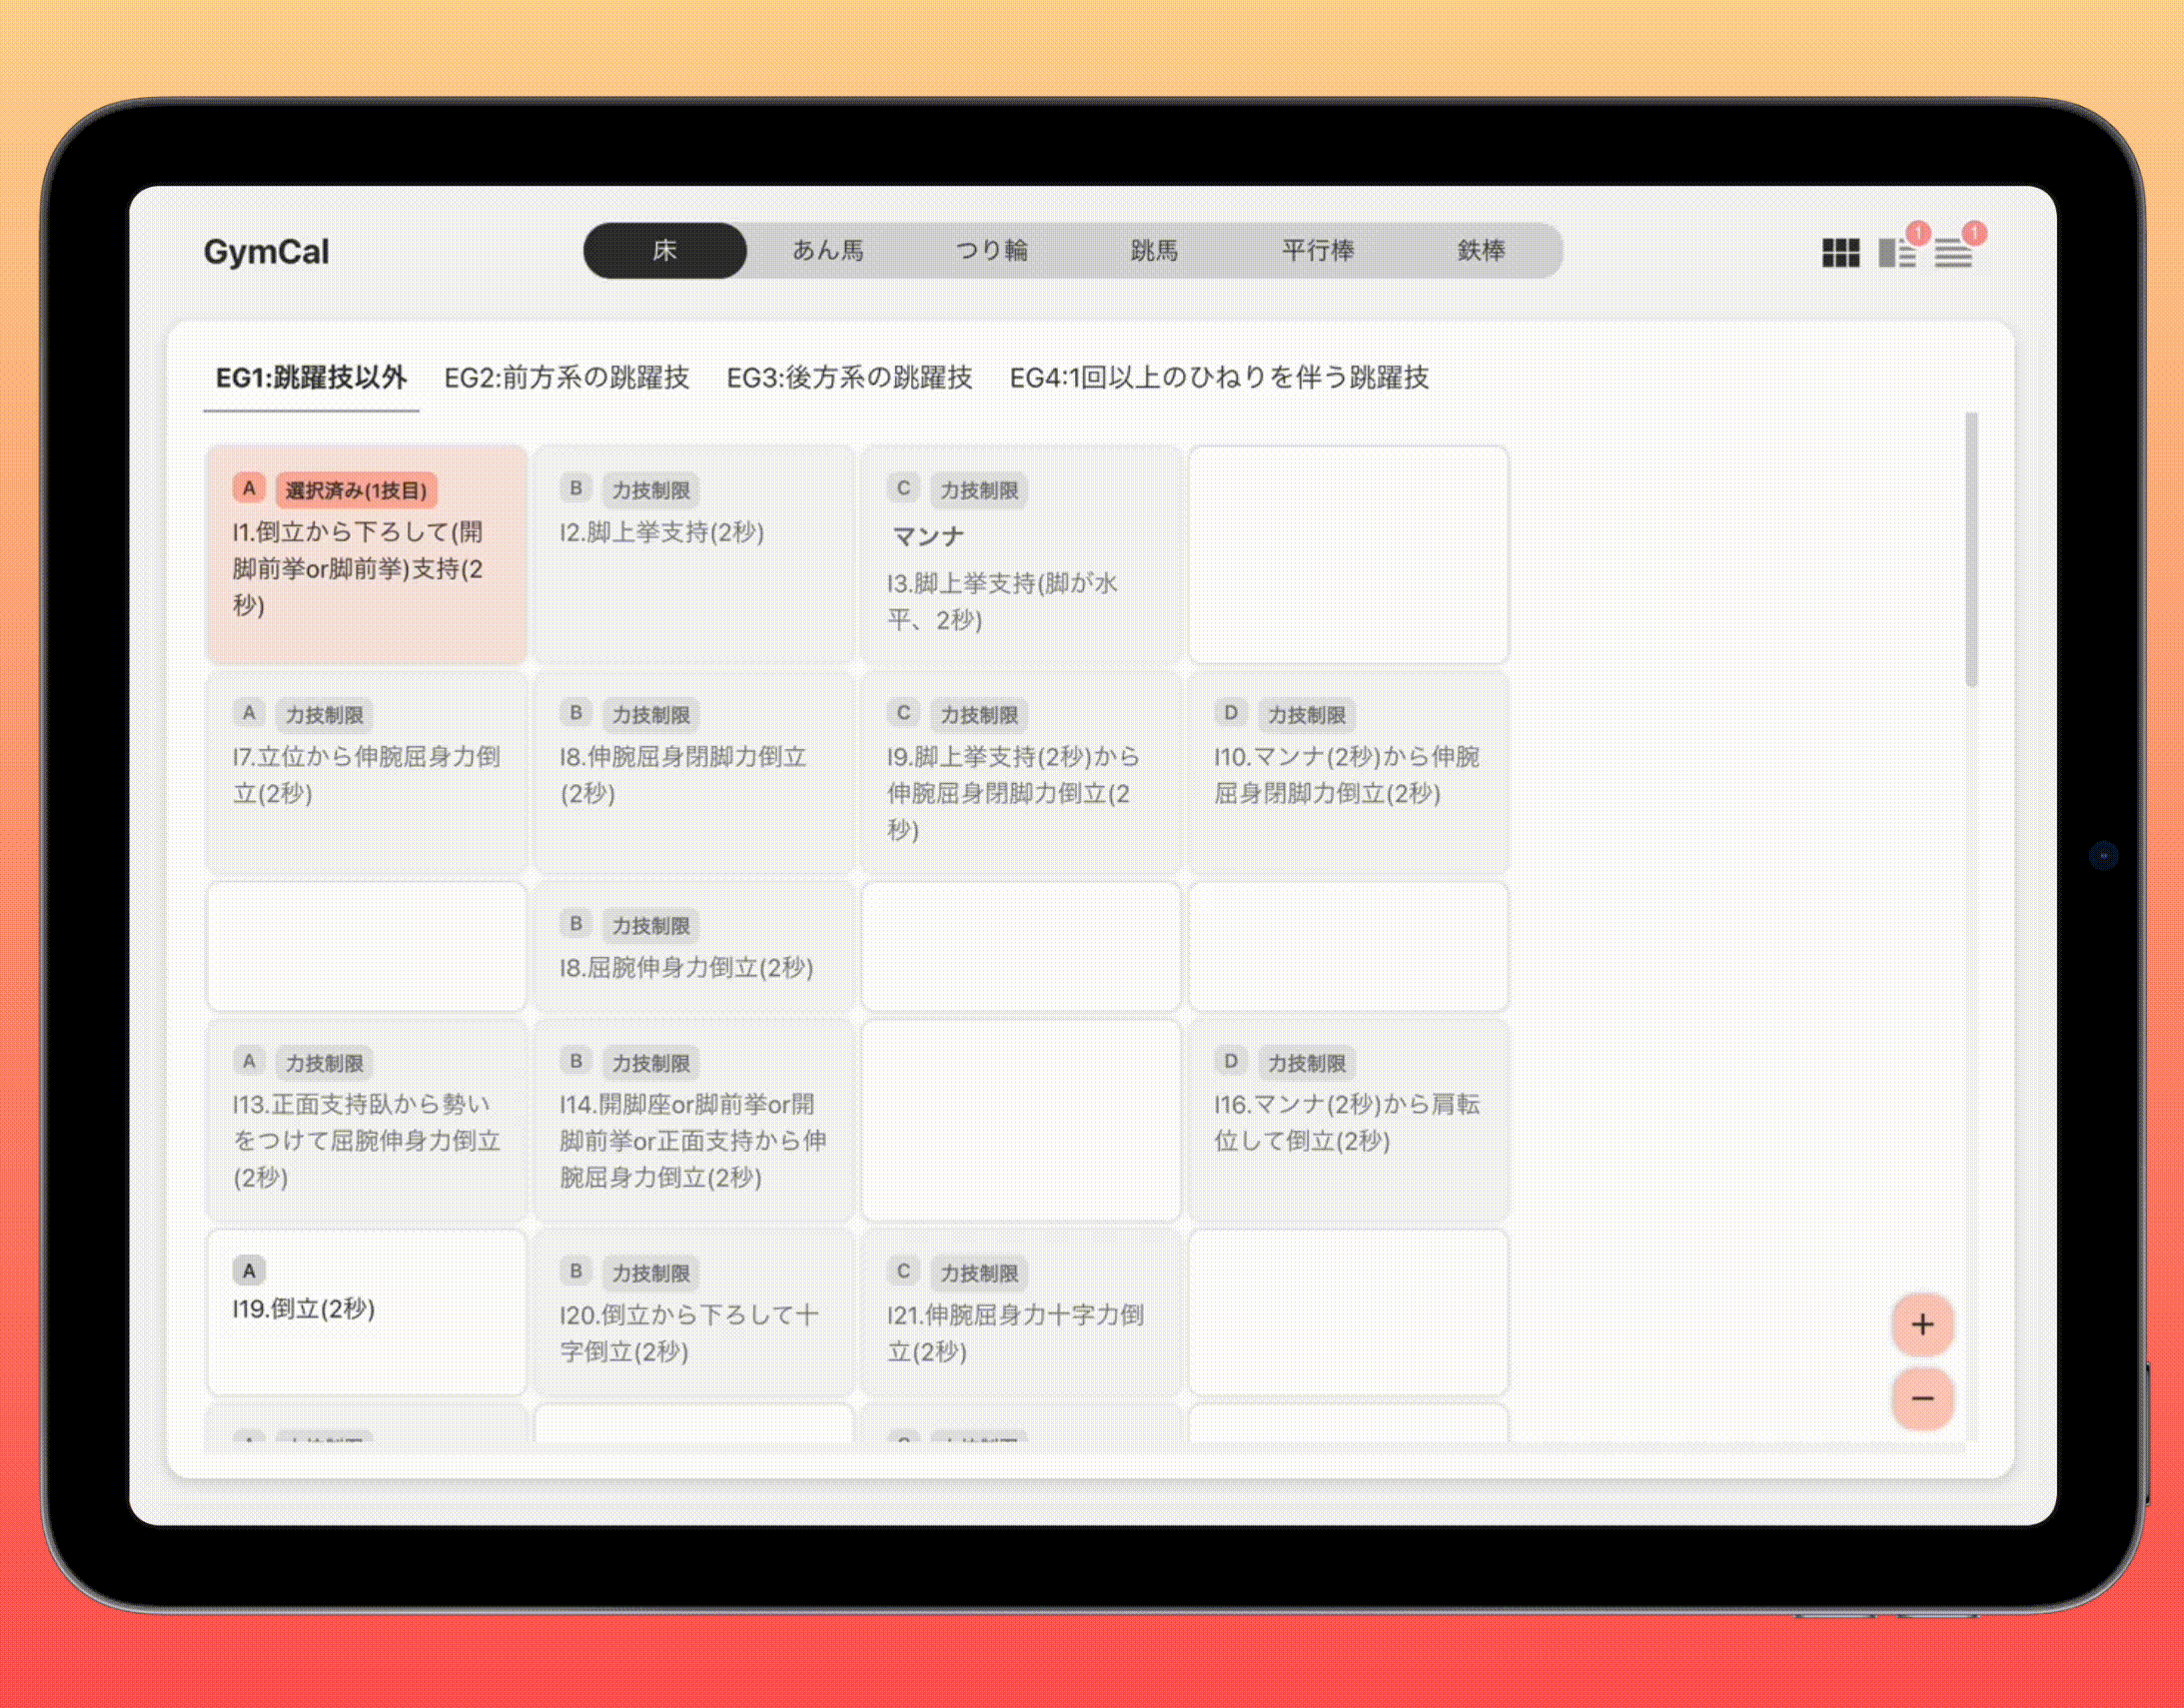 GymCal
床 あん馬 つり輪 跳馬 平行棒 鉄棒
1 1
EG1:跳躍技以外 EG2:前方系の跳躍技 EG3:後方系の跳躍技 EG4:1回以上のひねりを伴う跳躍技
A 選択済み(1技目)
I1.倒立から下ろして(開
脚前挙or脚前挙)支持(2
秒)
B 力技制限
I2.脚上挙支持(2秒)
C 力技制限
マンナ
I3.脚上挙支持(脚が水
平、2秒)
A 力技制限
I7.立位から伸腕屈身力倒
立(2秒)
B 力技制限
I8.伸腕屈身閉脚力倒立
(2秒)
C 力技制限
I9.脚上挙支持(2秒)から
伸腕屈身閉脚力倒立(2
秒)
D 力技制限
I10.マンナ(2秒)から伸腕
屈身閉脚力倒立(2秒)
B 力技制限
I8.屈腕伸身力倒立(2秒)
A 力技制限
I13.正面支持臥から勢い
をつけて屈腕伸身力倒立
(2秒)
B 力技制限
I14.開脚座or脚前挙or開
脚前挙or正面支持から伸
腕屈身力倒立(2秒)
D 力技制限
I16.マンナ(2秒)から肩転
位して倒立(2秒)
A
I19.倒立(2秒)
B 力技制限
I20.倒立から下ろして十
字倒立(2秒)
C 力技制限
I21.伸腕屈身力十字力倒
立(2秒)
+
−